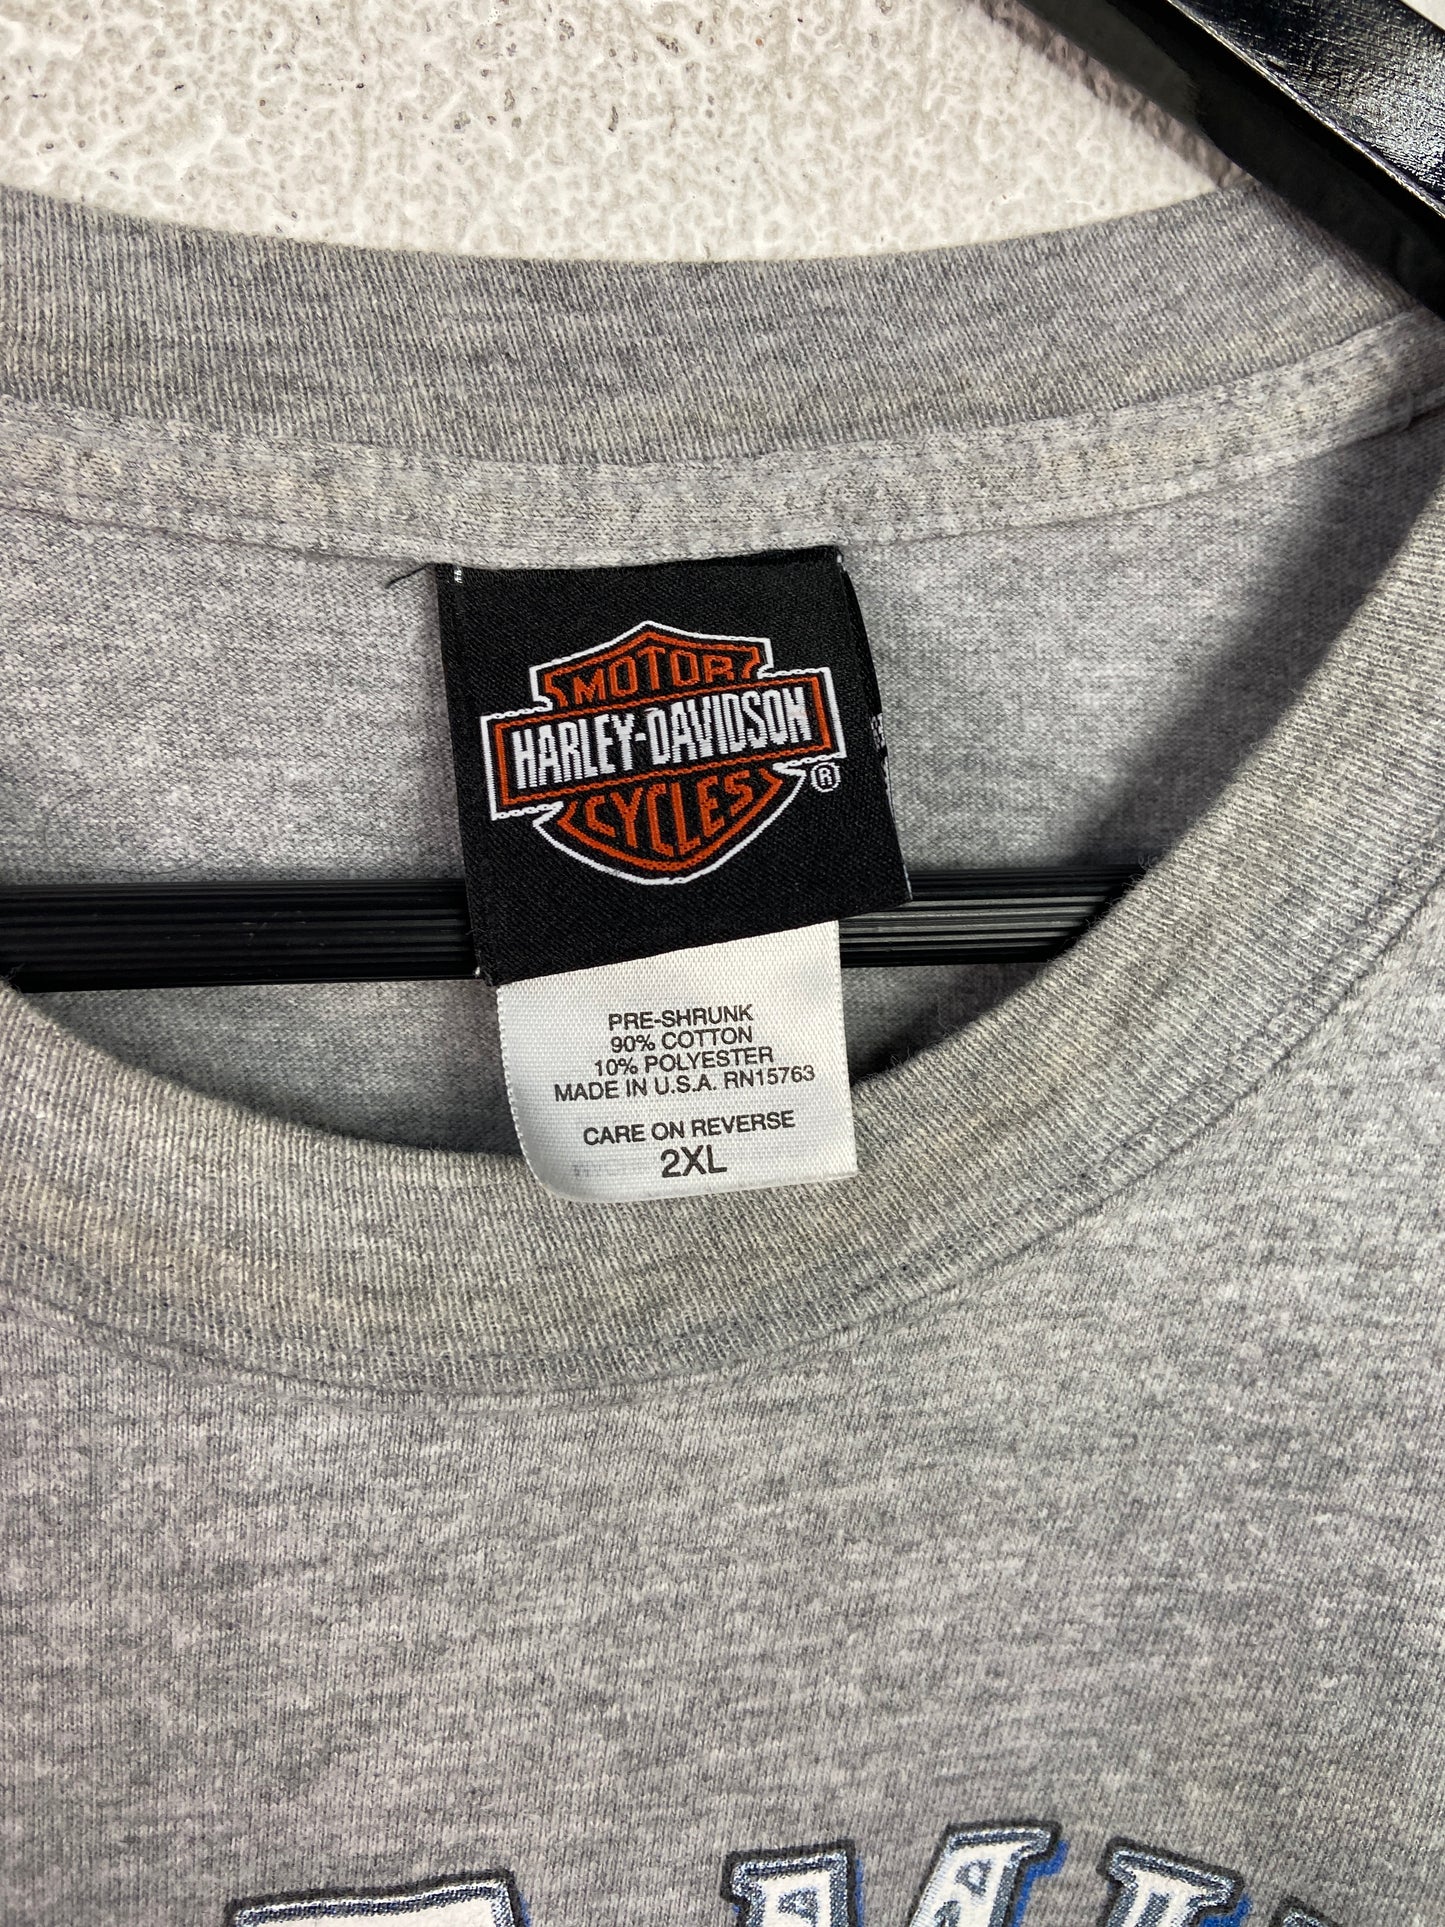 MOTOR
HARLEY-DAVIDSON
CYCLES
®
PRE-SHRUNK
90% COTTON
10% POLYESTER
MADE IN U.S.A. RN15763
CARE ON REVERSE
2XL